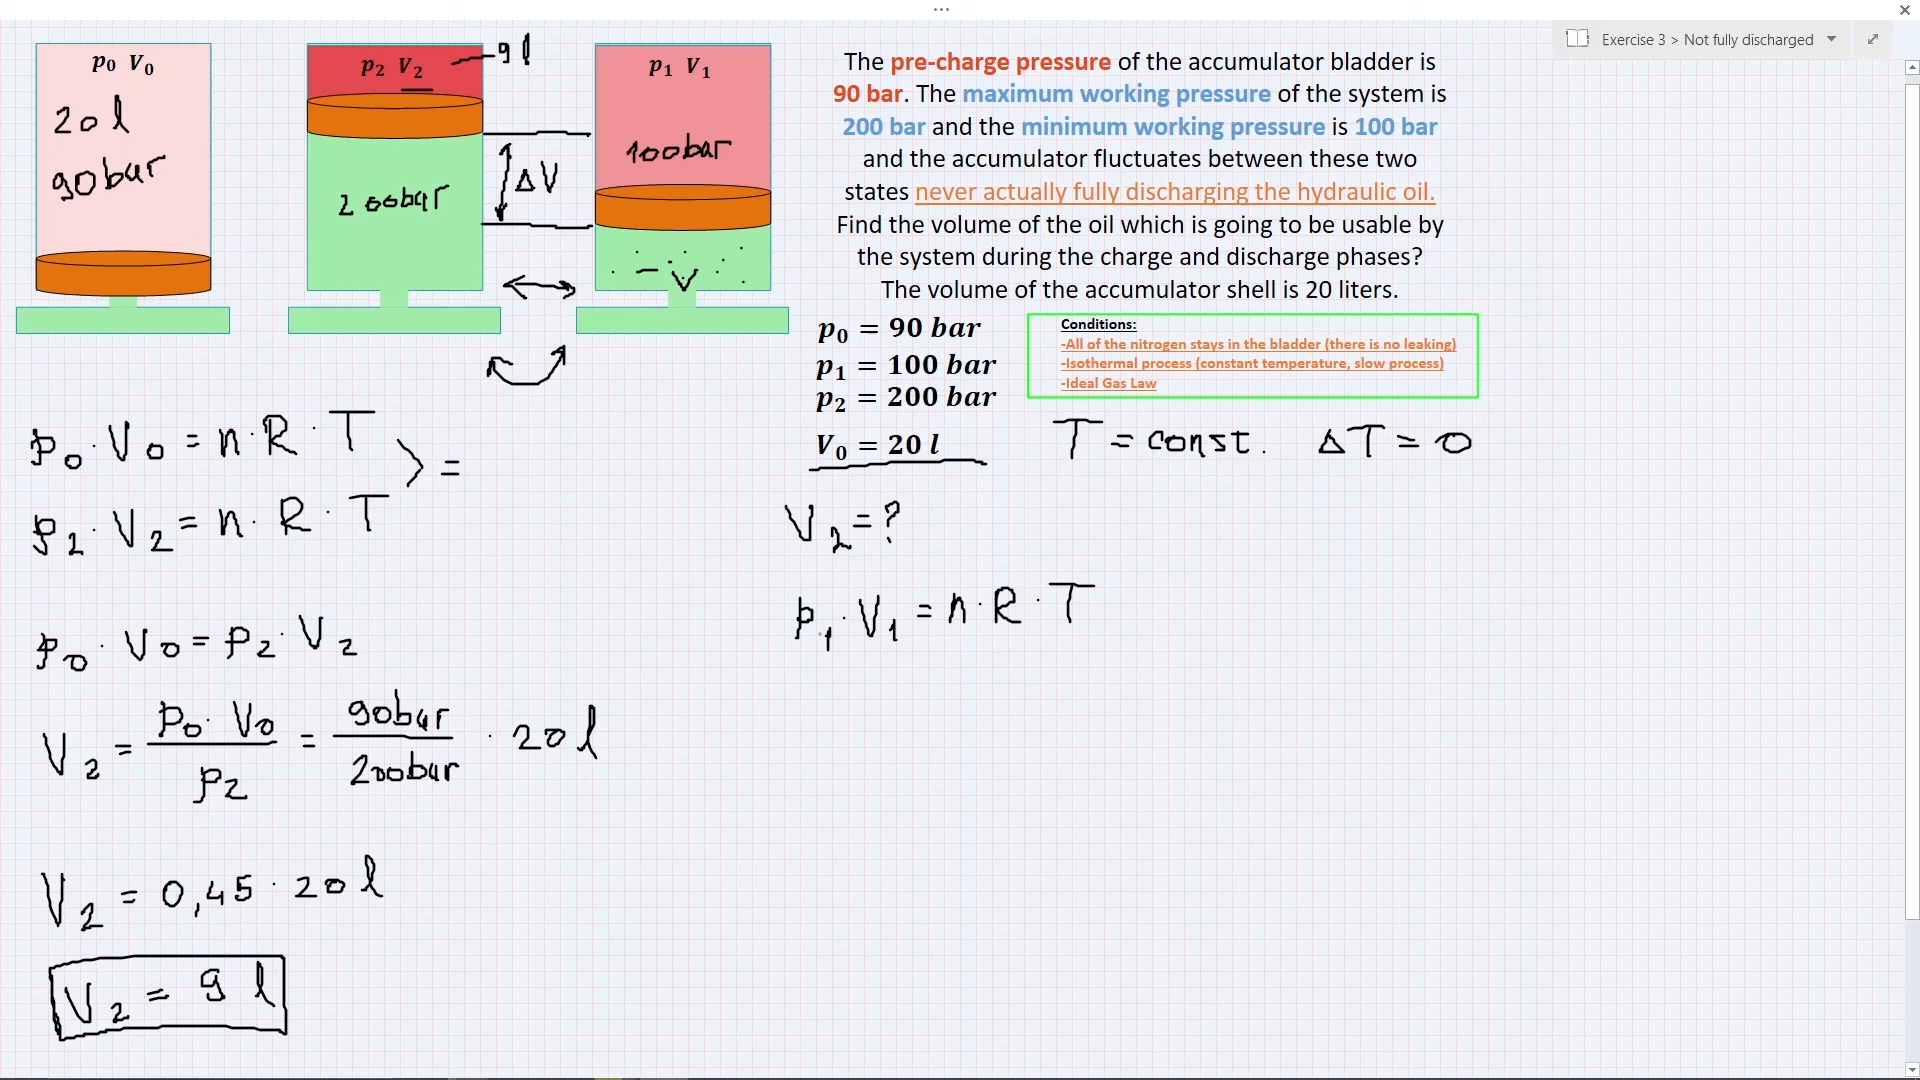 Exercise 3 > Not fully discharged
p₀ V₀
20 l
90bar
p₂ V₂
9 l
200bar
ΔV
p₁ V₁
100bar
V
The pre-charge pressure of the accumulator bladder is
90 bar. The maximum working pressure of the system is
200 bar and the minimum working pressure is 100 bar
and the accumulator fluctuates between these two
states never actually fully discharging the hydraulic oil.
Find the volume of the oil which is going to be usable by
the system during the charge and discharge phases?
The volume of the accumulator shell is 20 liters.
p₀ = 90 bar
p₁ = 100 bar
p₂ = 200 bar
V₀ = 20 l
Conditions:
-All of the nitrogen stays in the bladder (there is no leaking)
-Isothermal process (constant temperature, slow process)
-Ideal Gas Law
T = const. ΔT = 0
p₀ · V₀ = n · R · T
p₂ · V₂ = n · R · T
=
p₀ · V₀ = p₂ · V₂
V₂ = p₀ · V₀ / p₂ = 90bar / 200bar · 20 l
V₂ = 0,45 · 20 l
V₂ = 9 l
V₂ = ?
p₁ · V₁ = n · R · T